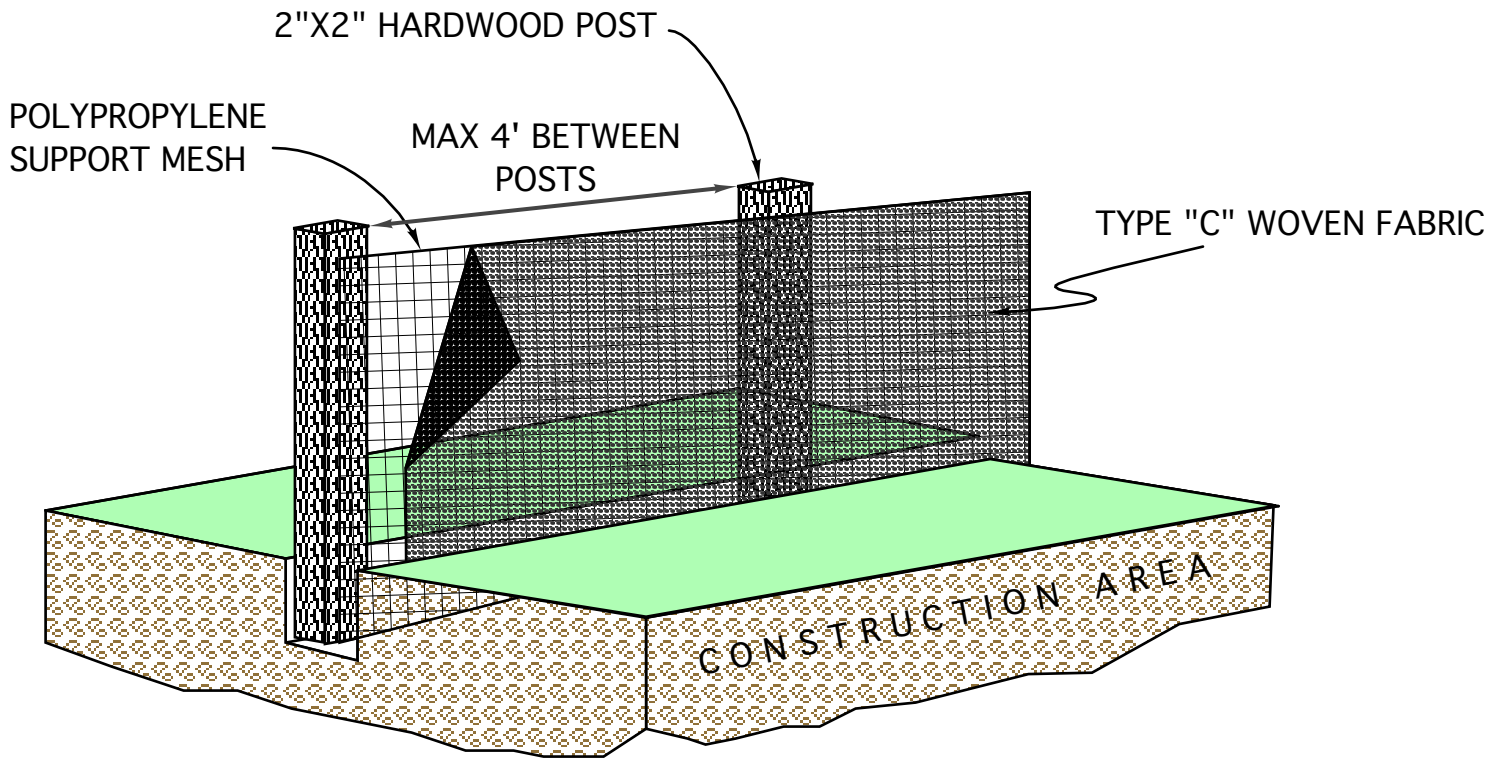 2"X2" HARDWOOD POST
POLYPROPYLENE
SUPPORT MESH
MAX 4' BETWEEN
POSTS
TYPE "C" WOVEN FABRIC
CONSTRUCTION AREA